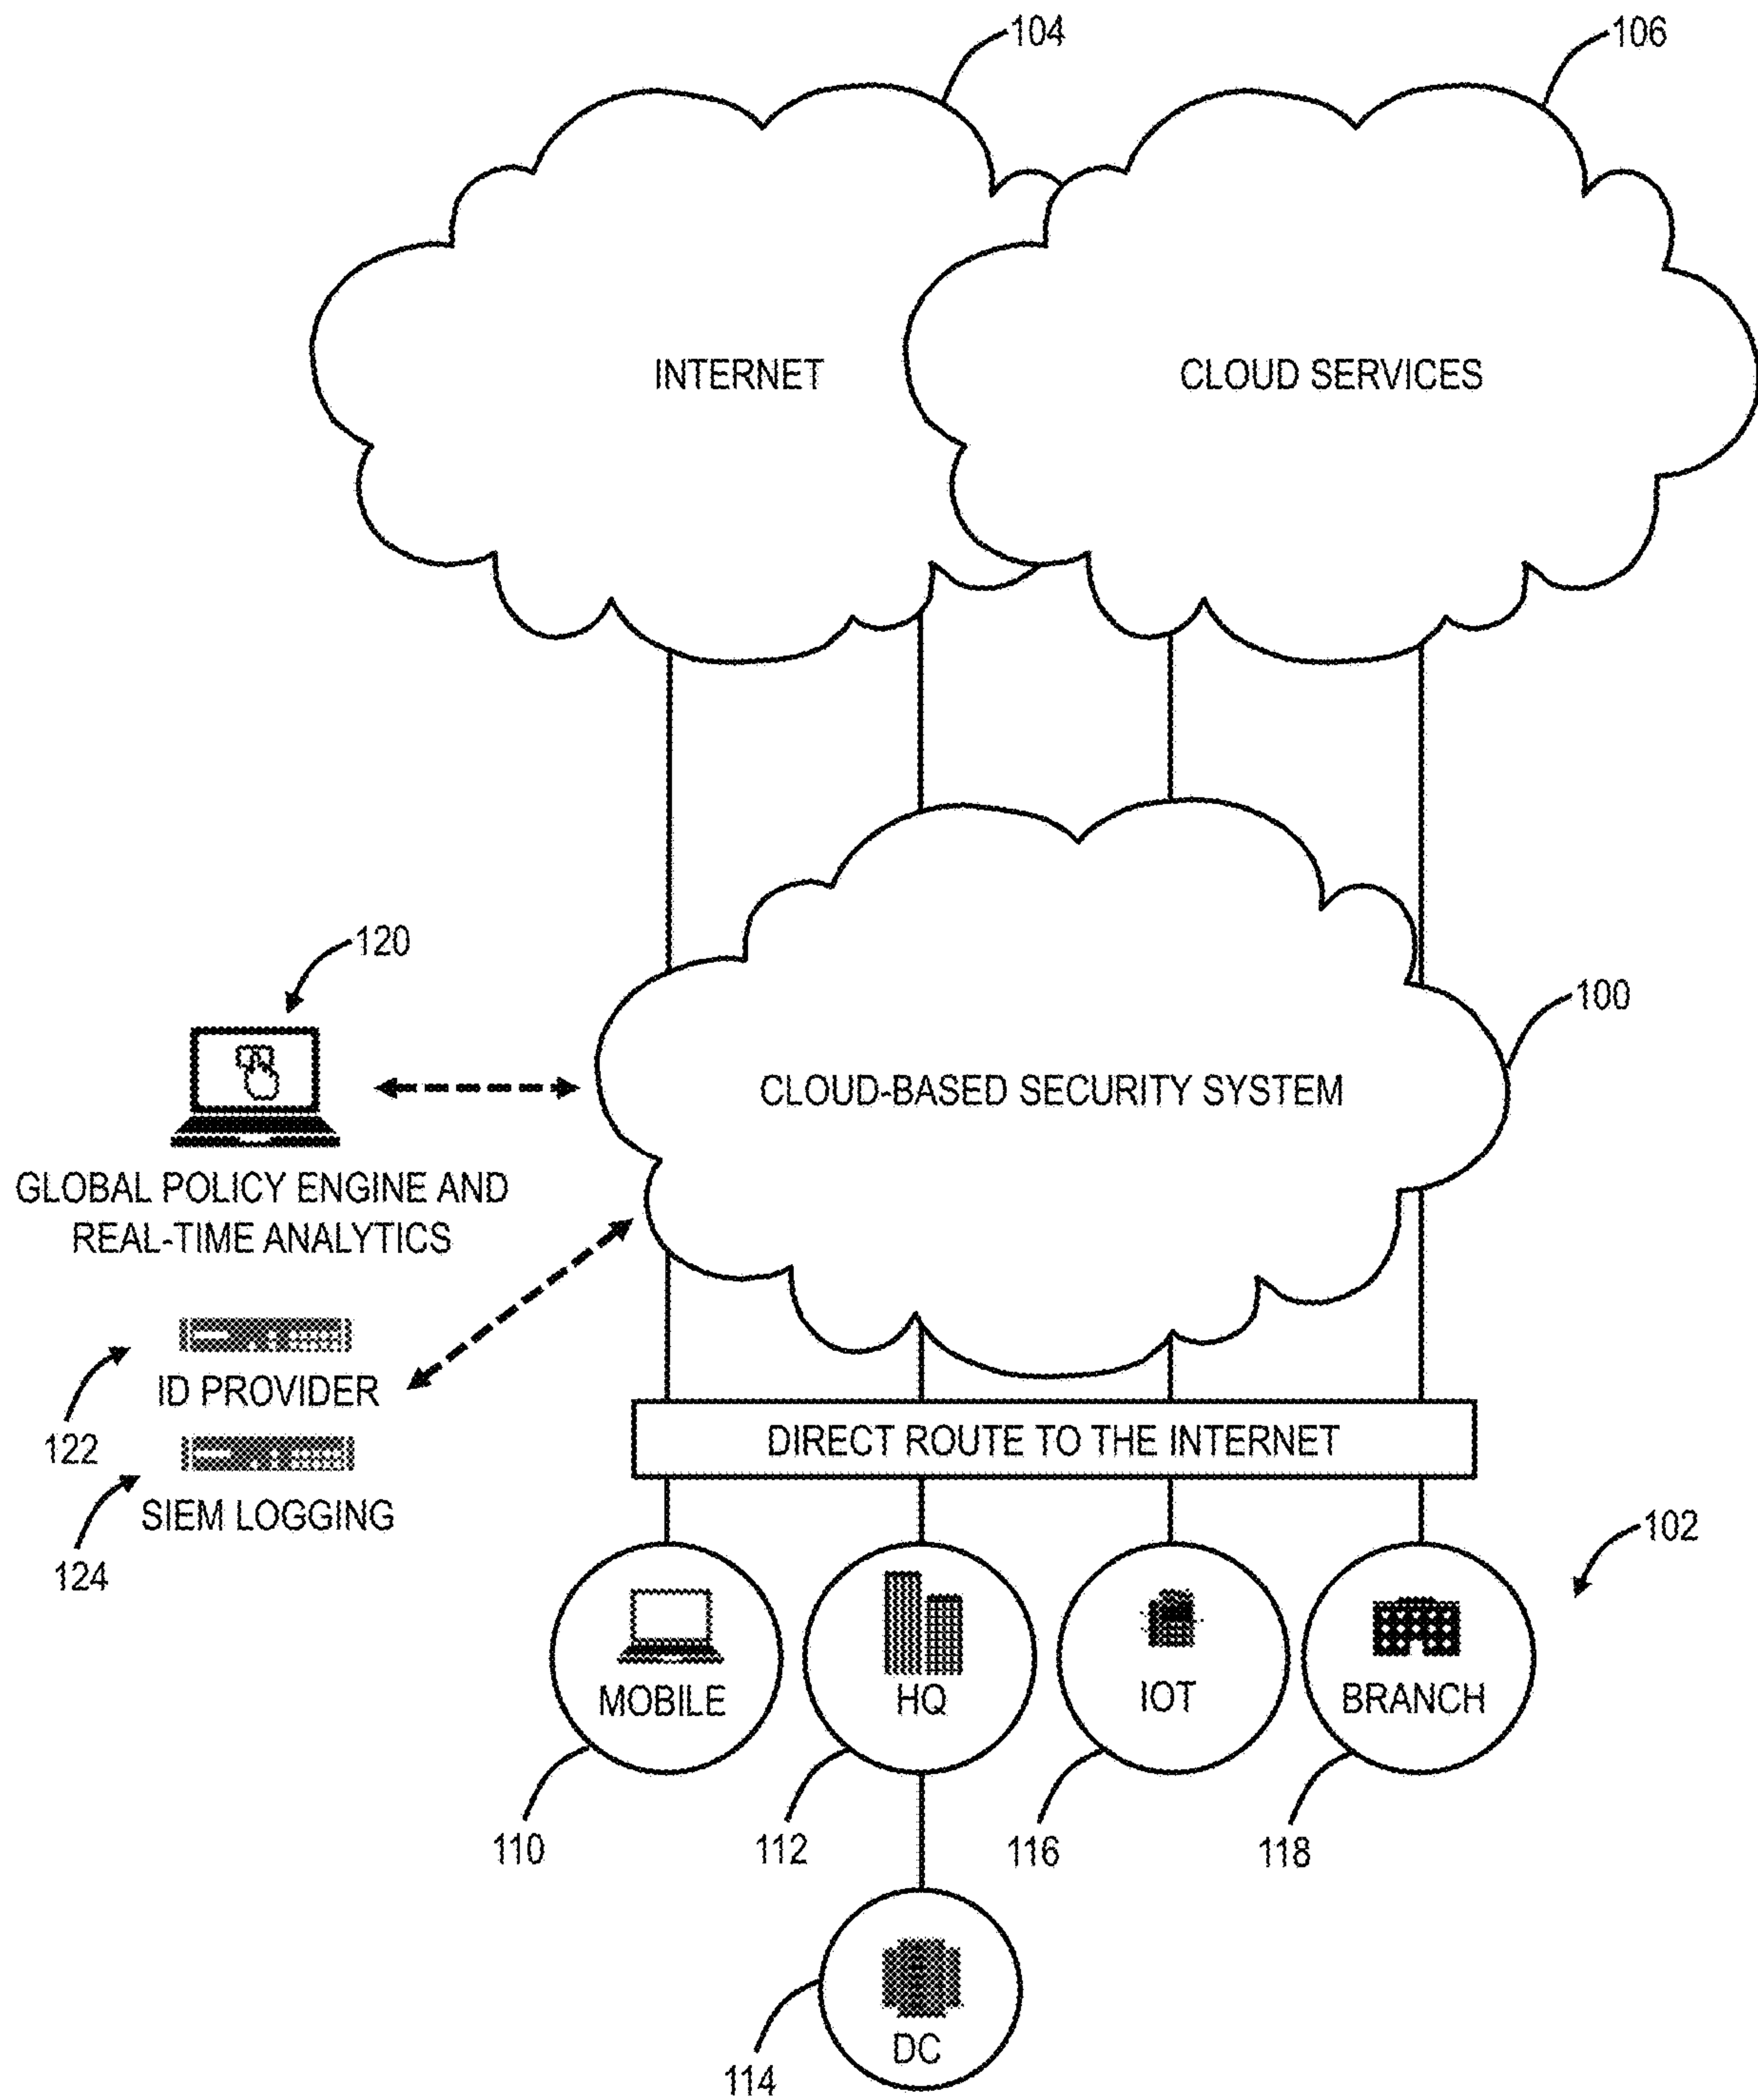 104
106
INTERNET
CLOUD SERVICES
120
100
CLOUD-BASED SECURITY SYSTEM
GLOBAL POLICY ENGINE AND
REAL-TIME ANALYTICS
ID PROVIDER
122
DIRECT ROUTE TO THE INTERNET
SIEM LOGGING
124
102
MOBILE
HQ
IOT
BRANCH
110
112
116
118
DC
114